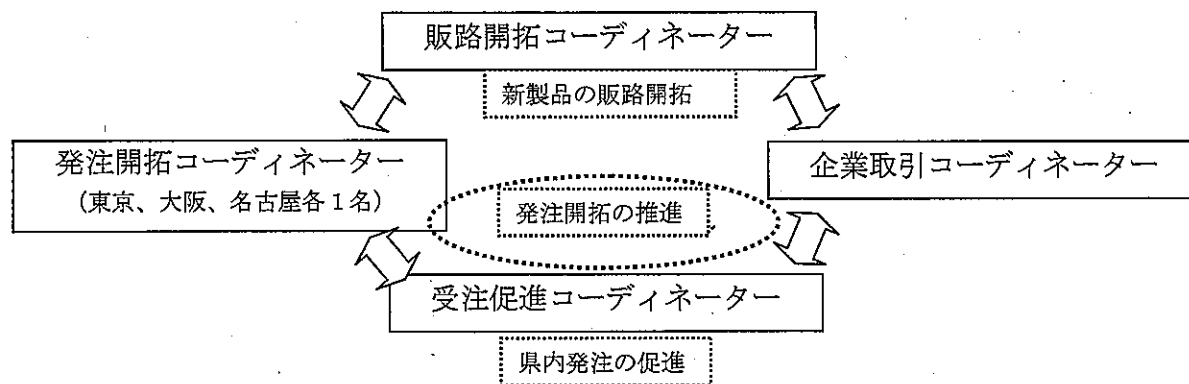 販路開拓コーディネーター
新製品の販路開拓
発注開拓コーディネーター
(東京、大阪、名古屋各1名)
企業取引コーディネーター
発注開拓の推進
受注促進コーディネーター
県内発注の促進